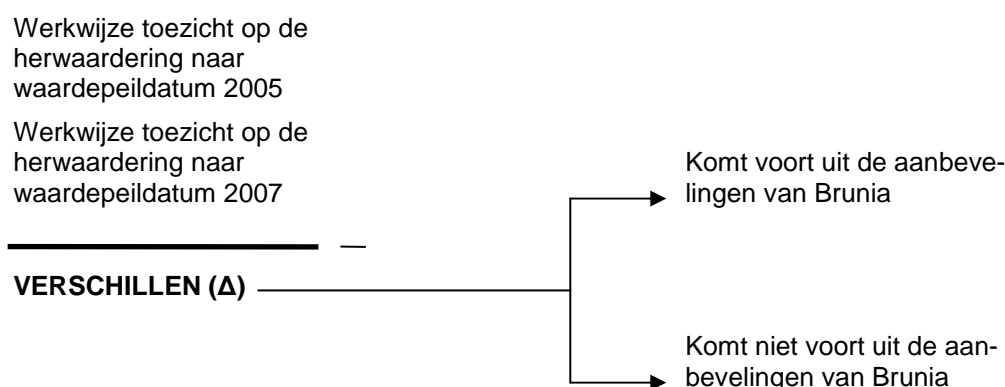 Werkwijze toezicht op de
herwaardering naar
waardepeildatum 2005
Werkwijze toezicht op de
herwaardering naar
waardepeildatum 2007
Komt voort uit de aanbeve-
lingen van Brunia
—
VERSCHILLEN (Δ)
Komt niet voort uit de aan-
bevelingen van Brunia